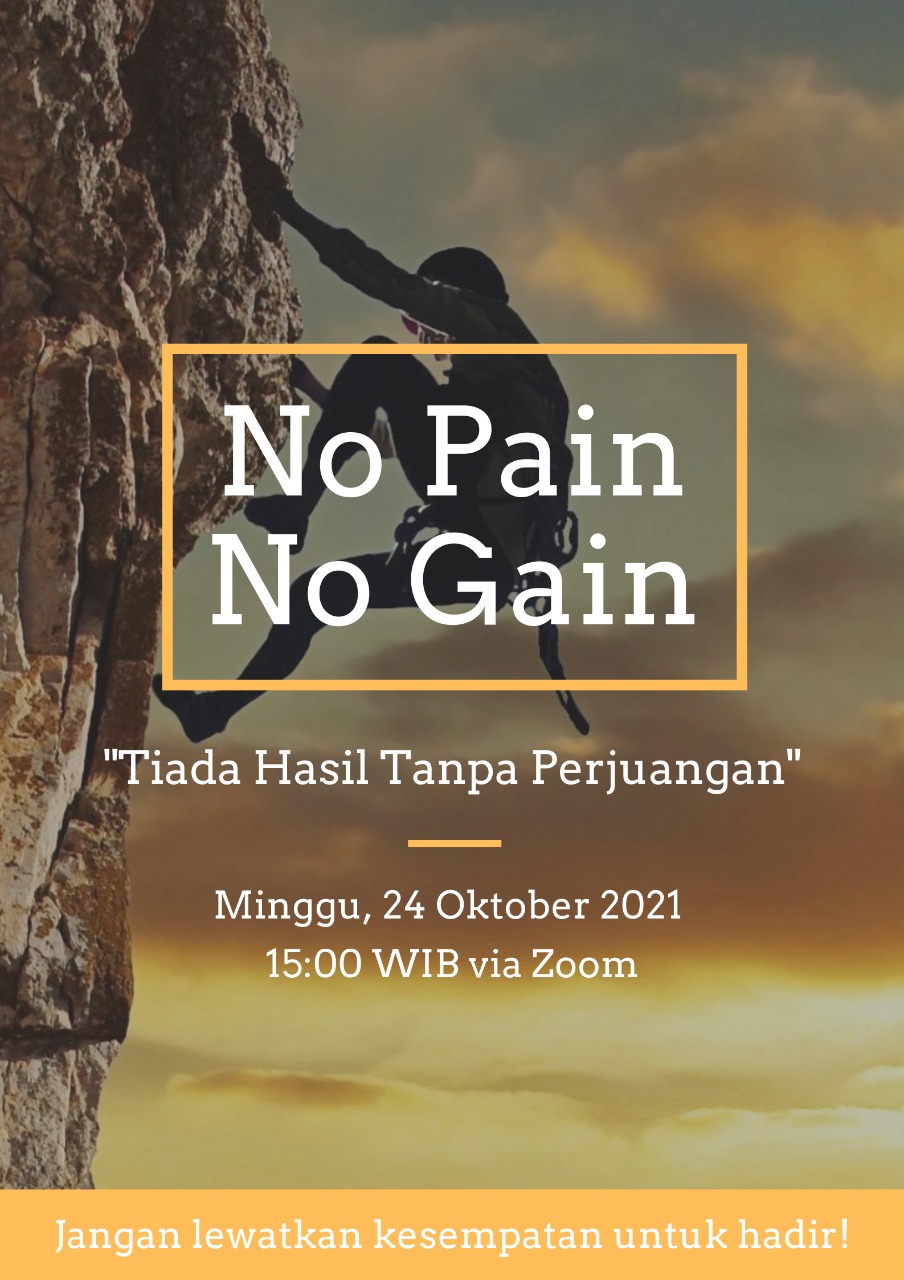 No Pain
No Gain
"Tiada Hasil Tanpa Perjuangan"
Minggu, 24 Oktober 2021
15:00 WIB via Zoom
Jangan lewatkan kesempatan untuk hadir!